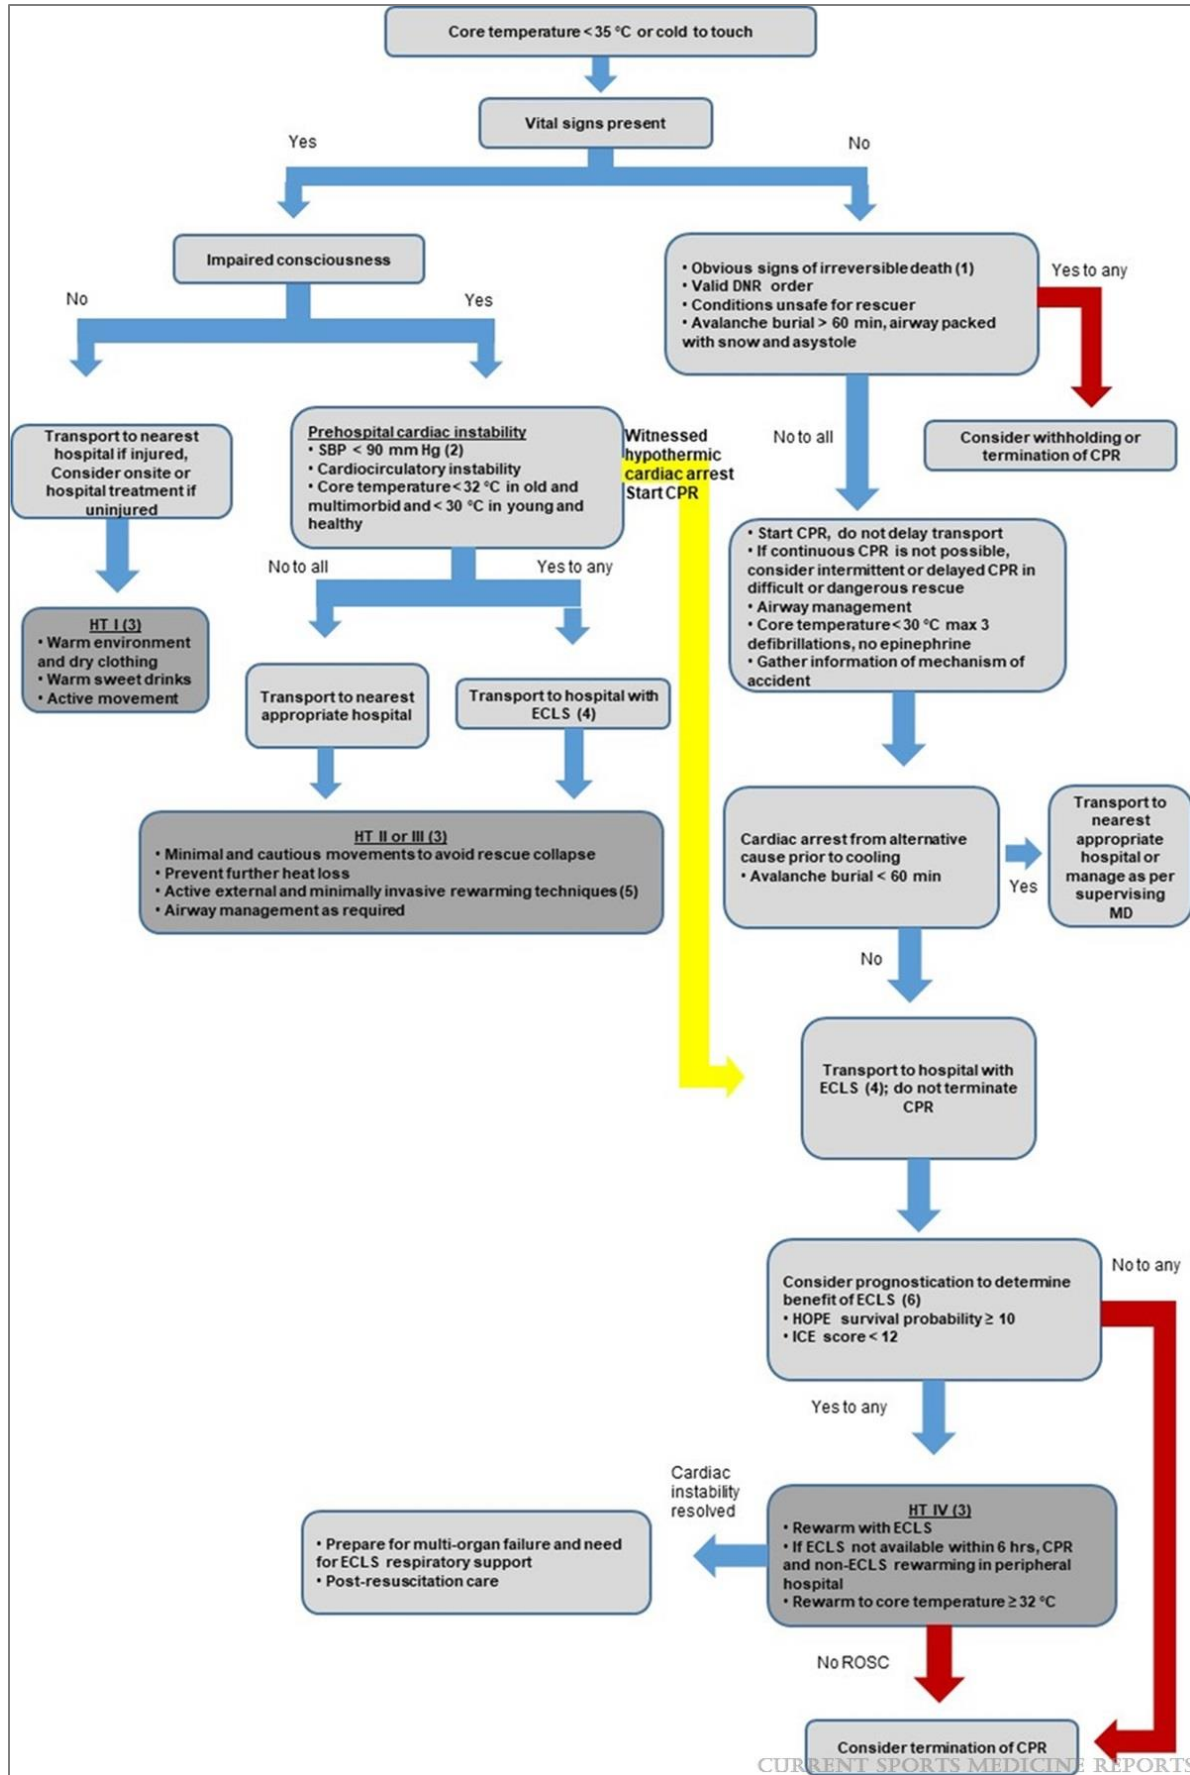 Core temperature < 35 °C or cold to touch
Vital signs present
Yes
No
Impaired consciousness
No
Yes
• Obvious signs of irreversible death (1)
• Valid DNR order
• Conditions unsafe for rescuer
• Avalanche burial > 60 min, airway packed
with snow and asystole
Yes to any
Consider withholding or
termination of CPR
No to all
Transport to nearest
hospital if injured,
Consider onsite or
hospital treatment if
uninjured
Prehospital cardiac instability
• SBP < 90 mm Hg (2)
• Cardiocirculatory instability
• Core temperature < 32 °C in old and
multimorbid and < 30 °C in young and
healthy
Witnessed
hypothermic
cardiac arrest
Start CPR
No to all
Yes to any
HT I (3)
• Warm environment
and dry clothing
• Warm sweet drinks
• Active movement
Transport to nearest
appropriate hospital
Transport to hospital with
ECLS (4)
HT II or III (3)
• Minimal and cautious movements to avoid rescue collapse
• Prevent further heat loss
• Active external and minimally invasive rewarming techniques (5)
• Airway management as required
• Start CPR, do not delay transport
• If continuous CPR is not possible,
consider intermittent or delayed CPR in
difficult or dangerous rescue
• Airway management
• Core temperature < 30 °C max 3
defibrillations, no epinephrine
• Gather information of mechanism of
accident
Cardiac arrest from alternative
cause prior to cooling
• Avalanche burial < 60 min
Yes
Transport to
nearest
appropriate
hospital or
manage as per
supervising
MD
No
Transport to hospital with
ECLS (4); do not terminate
CPR
Consider prognostication to determine
benefit of ECLS (6)
• HOPE survival probability ≥ 10
• ICE score < 12
No to any
Yes to any
HT IV (3)
• Rewarm with ECLS
• If ECLS not available within 6 hrs, CPR
and non-ECLS rewarming in peripheral
hospital
• Rewarm to core temperature ≥ 32 °C
Cardiac
instability
resolved
• Prepare for multi-organ failure and need
for ECLS respiratory support
• Post-resuscitation care
No ROSC
Consider termination of CPR
CURRENT SPORTS MEDICINE REPORTS